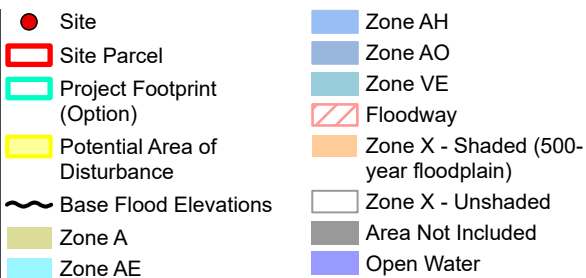 Site
Site Parcel
Project Footprint
(Option)
Potential Area of
Disturbance
Base Flood Elevations
Zone A
Zone AE
Zone AH
Zone AO
Zone VE
Floodway
Zone X - Shaded (500-
year floodplain)
Zone X - Unshaded
Area Not Included
Open Water